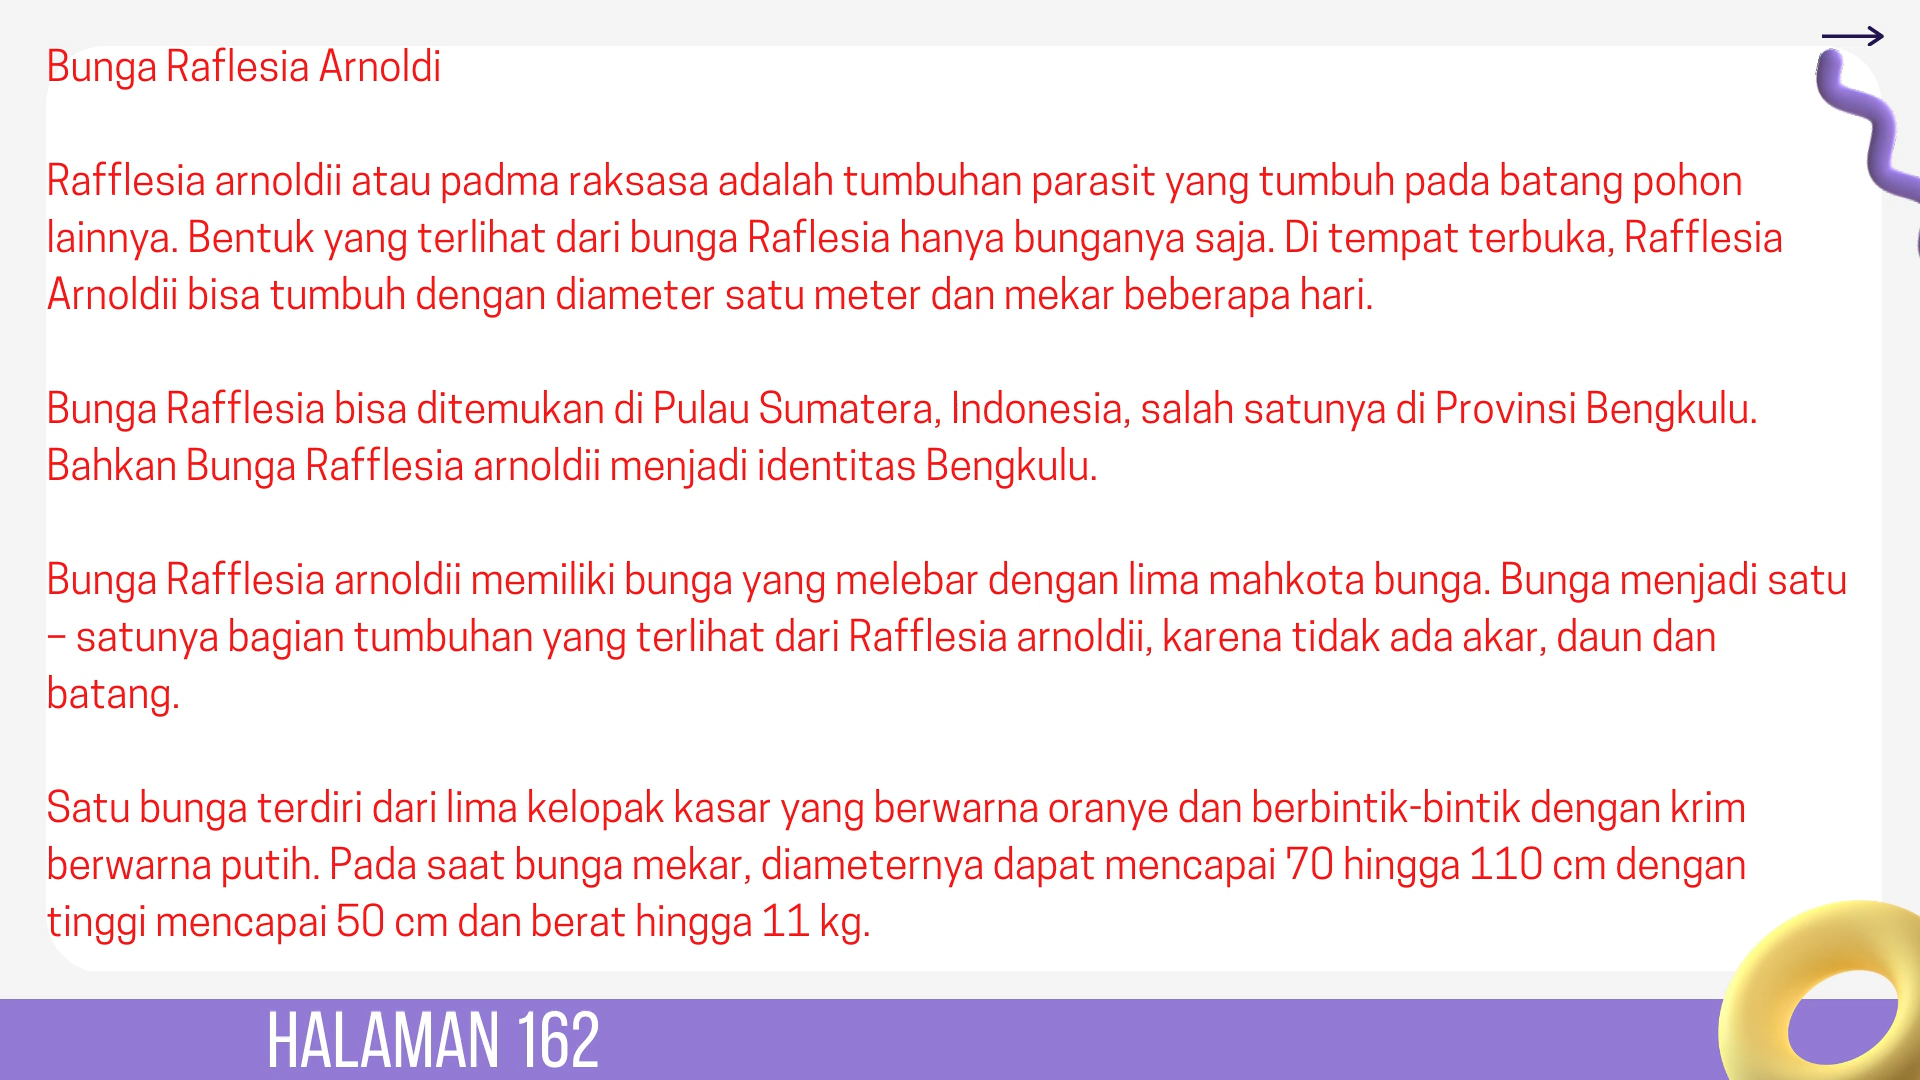 Bunga Raflesia Arnoldi
Rafflesia arnoldii atau padma raksasa adalah tumbuhan parasit yang tumbuh pada batang pohon
lainnya. Bentuk yang terlihat dari bunga Raflesia hanya bunganya saja. Di tempat terbuka, Rafflesia
Arnoldii bisa tumbuh dengan diameter satu meter dan mekar beberapa hari.
Bunga Rafflesia bisa ditemukan di Pulau Sumatera, Indonesia, salah satunya di Provinsi Bengkulu.
Bahkan Bunga Rafflesia arnoldii menjadi identitas Bengkulu.
Bunga Rafflesia arnoldii memiliki bunga yang melebar dengan lima mahkota bunga. Bunga menjadi satu
– satunya bagian tumbuhan yang terlihat dari Rafflesia arnoldii, karena tidak ada akar, daun dan
batang.
Satu bunga terdiri dari lima kelopak kasar yang berwarna oranye dan berbintik-bintik dengan krim
berwarna putih. Pada saat bunga mekar, diameternya dapat mencapai 70 hingga 110 cm dengan
tinggi mencapai 50 cm dan berat hingga 11 kg.
HALAMAN 162